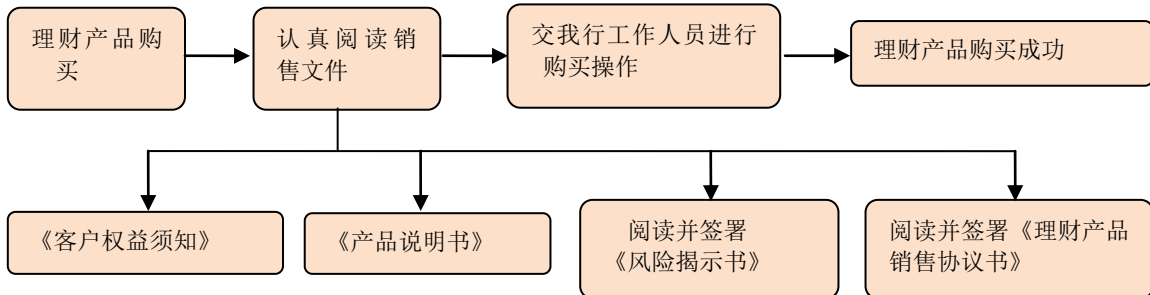 理财产品购
买
认真阅读销
售文件
交我行工作人员进行
购买操作
理财产品购买成功
《客户权益须知》
《产品说明书》
阅读并签署
《风险揭示书》
阅读并签署《理财产品
销售协议书》